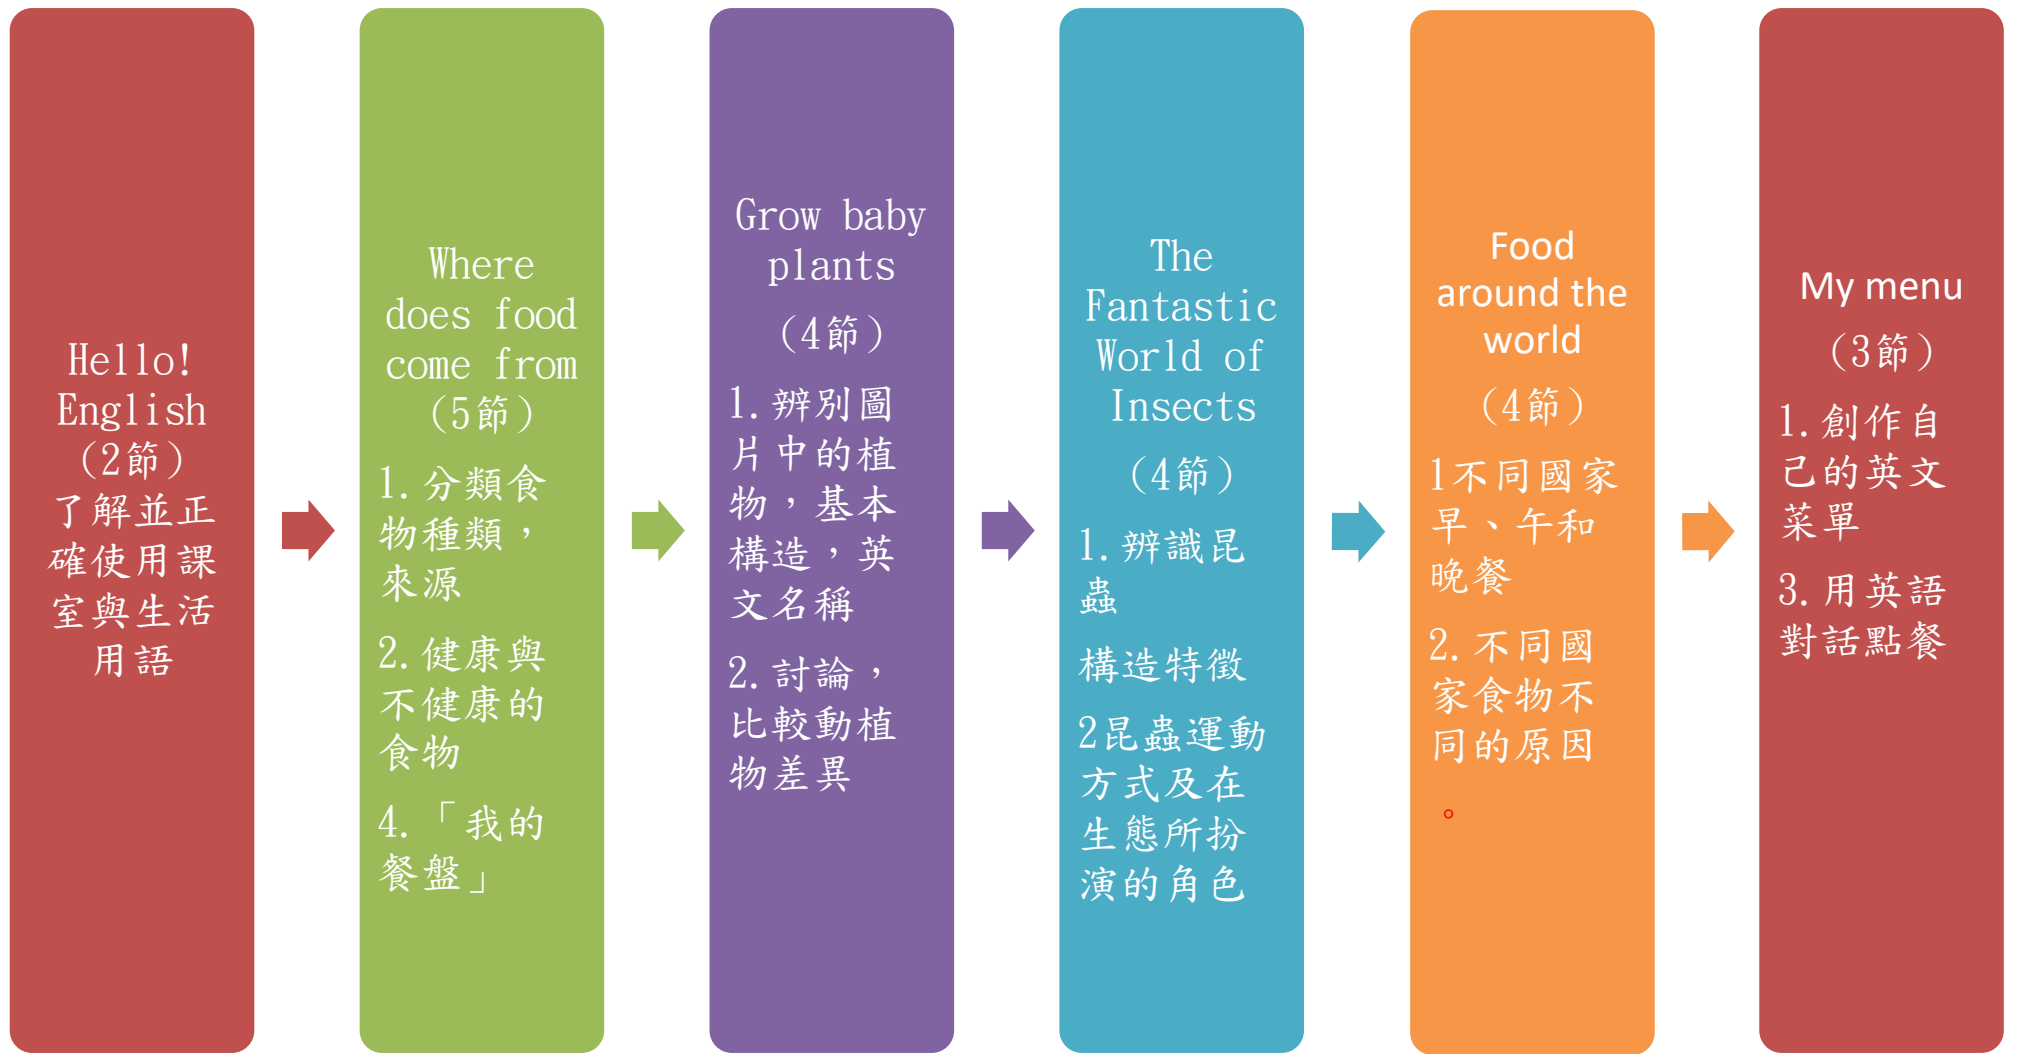 Hello!
English
（2節）
了解並正
確使用課
室與生活
用語
Where
does food
come from
（5節）
1.分類食
物種類，
來源
2.健康與
不健康的
食物
4.「我的
餐盤」
Grow baby
plants
（4節）
1.辨別圖
片中的植
物，基本
構造，英
文名稱
2.討論，
比較動植
物差異
The
Fantastic
World of
Insects
（4節）
1.辨識昆
蟲
構造特徵
2昆蟲運動
方式及在
生態所扮
演的角色
Food
around the
world
（4節）
1不同國家
早、午和
晚餐
2.不同國
家食物不
同的原因
。
My menu
（3節）
1.創作自
己的英文
菜單
3.用英語
對話點餐